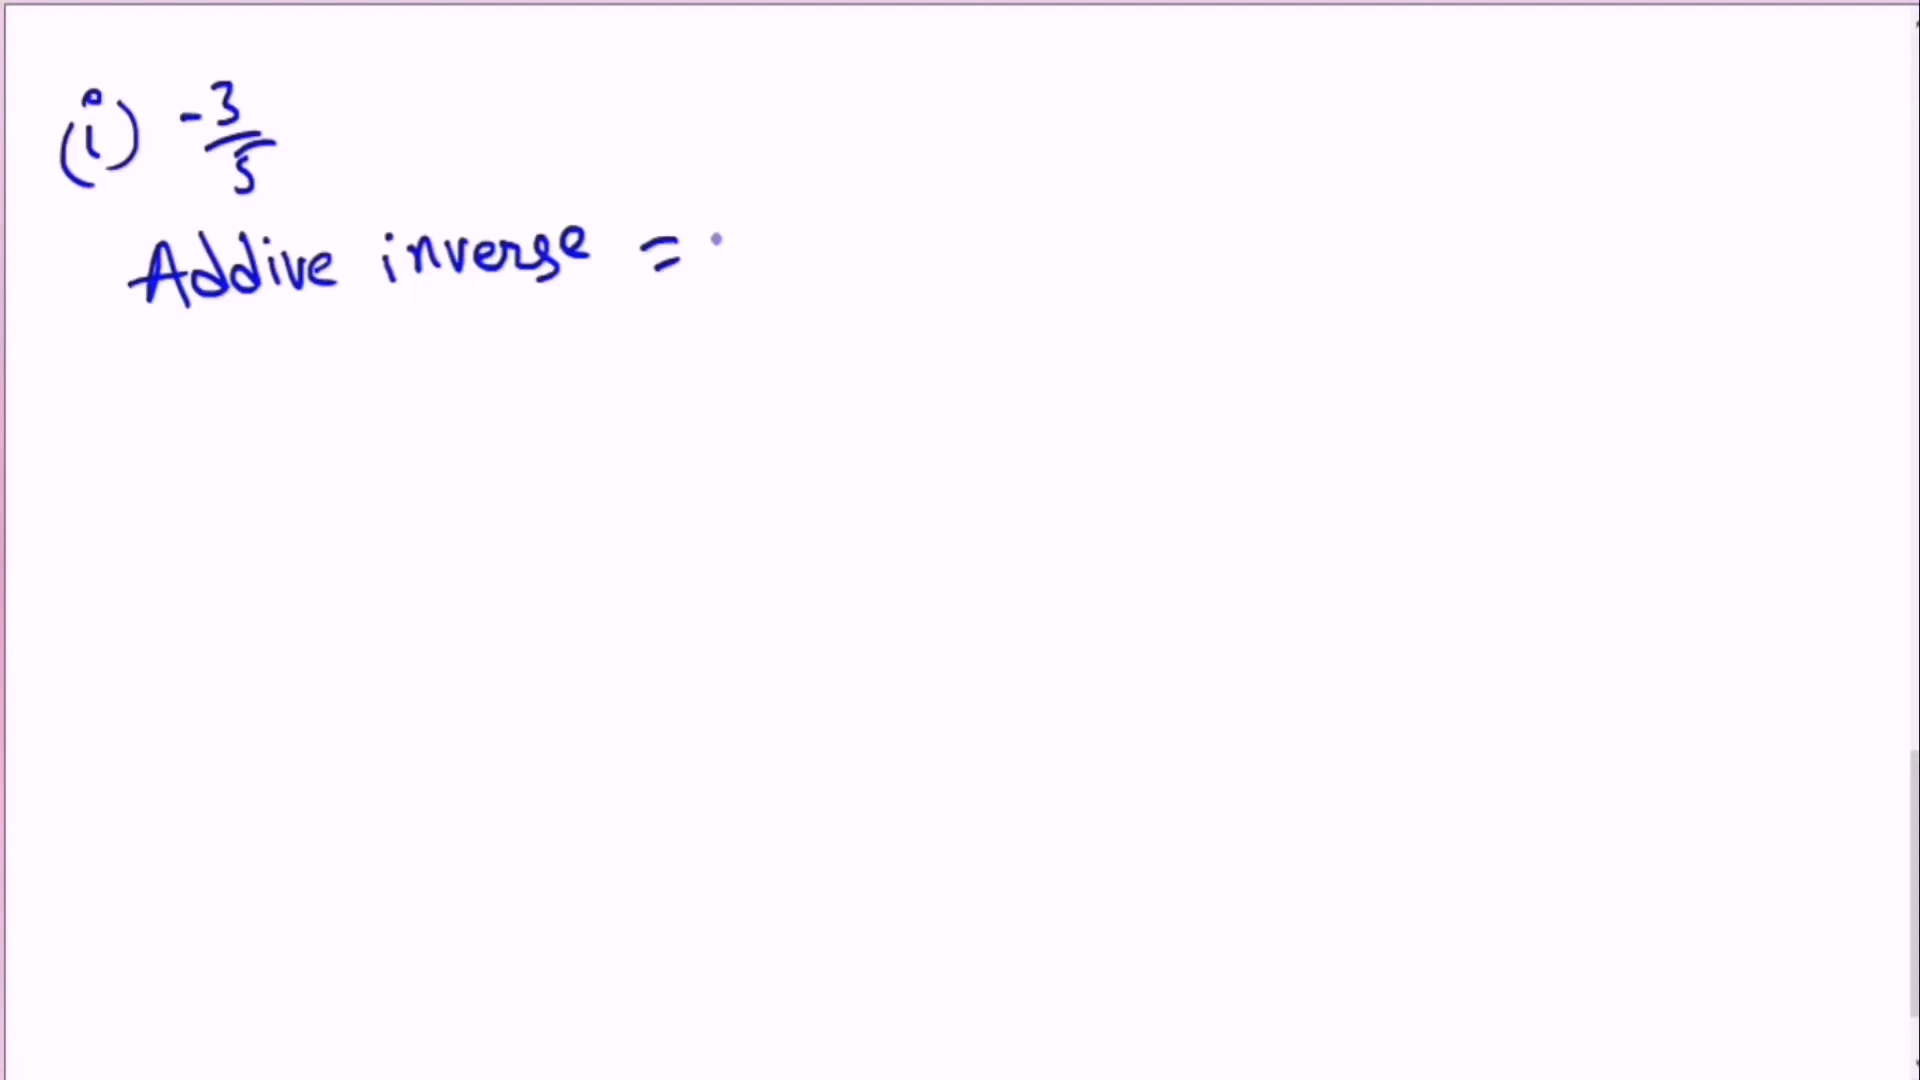 (i) -3/5
Addive inverse =